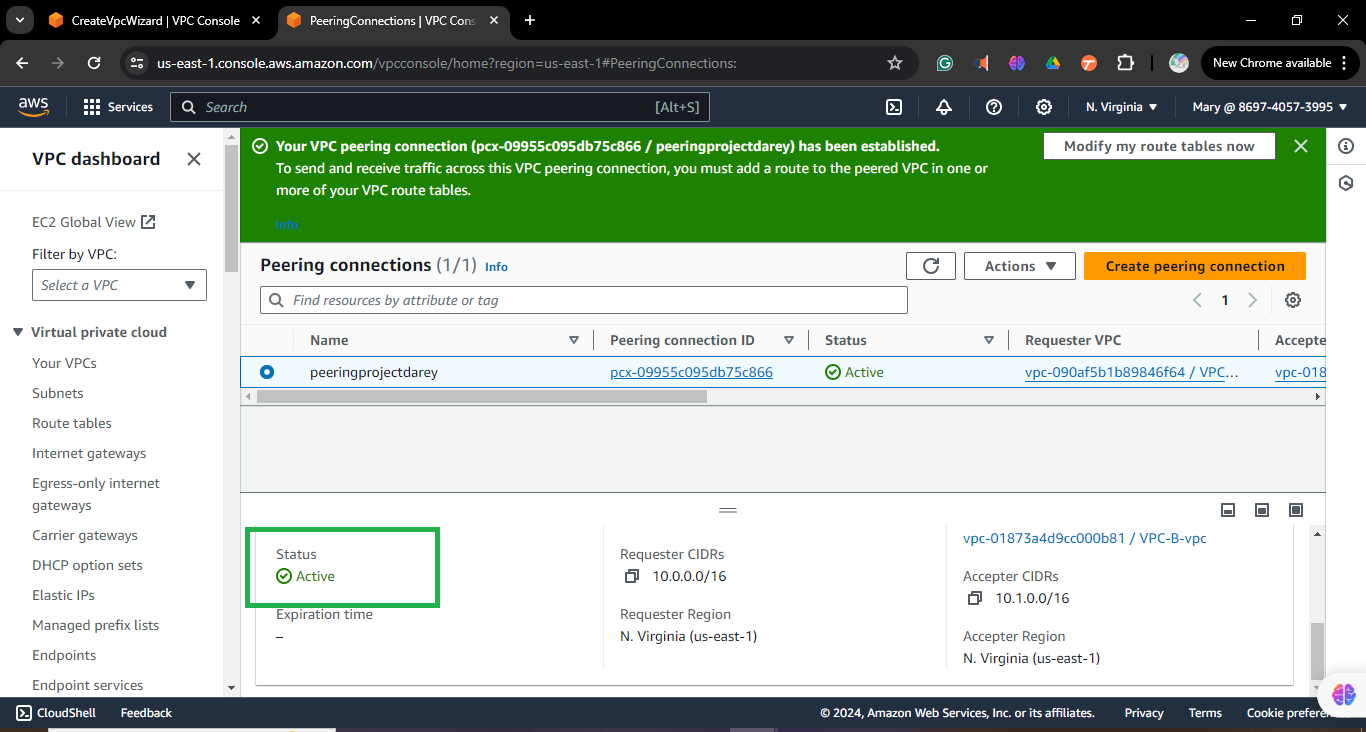 CreateVpcWizard | VPC Console
PeeringConnections | VPC Cons
us-east-1.console.aws.amazon.com/vpcconsole/home?region=us-east-1#PeeringConnections:
New Chrome available
aws
Services
Search
[Alt+S]
N. Virginia
Mary @ 8697-4057-3995
VPC dashboard
EC2 Global View
Filter by VPC:
Select a VPC
Virtual private cloud
Your VPCs
Subnets
Route tables
Internet gateways
Egress-only internet
gateways
Carrier gateways
DHCP option sets
Elastic IPs
Managed prefix lists
Endpoints
Endpoint services
Your VPC peering connection (pcx-09955c095db75c866 / peeringprojectdarey) has been established.
To send and receive traffic across this VPC peering connection, you must add a route to the peered VPC in one or
more of your VPC route tables.
Info
Modify my route tables now
Peering connections (1/1) Info
Actions
Create peering connection
Find resources by attribute or tag
1
Name
Peering connection ID
Status
Requester VPC
Accepte
peeringprojectdarey
pcx-09955c095db75c866
Active
vpc-090af5b1b89846f64 / VPC…
vpc-018
Status
Active
Expiration time
–
Requester CIDRs
10.0.0.0/16
Requester Region
N. Virginia (us-east-1)
vpc-01873a4d9cc000b81 / VPC-B-vpc
Accepter CIDRs
10.1.0.0/16
Accepter Region
N. Virginia (us-east-1)
CloudShell
Feedback
© 2024, Amazon Web Services, Inc. or its affiliates.
Privacy
Terms
Cookie prefere